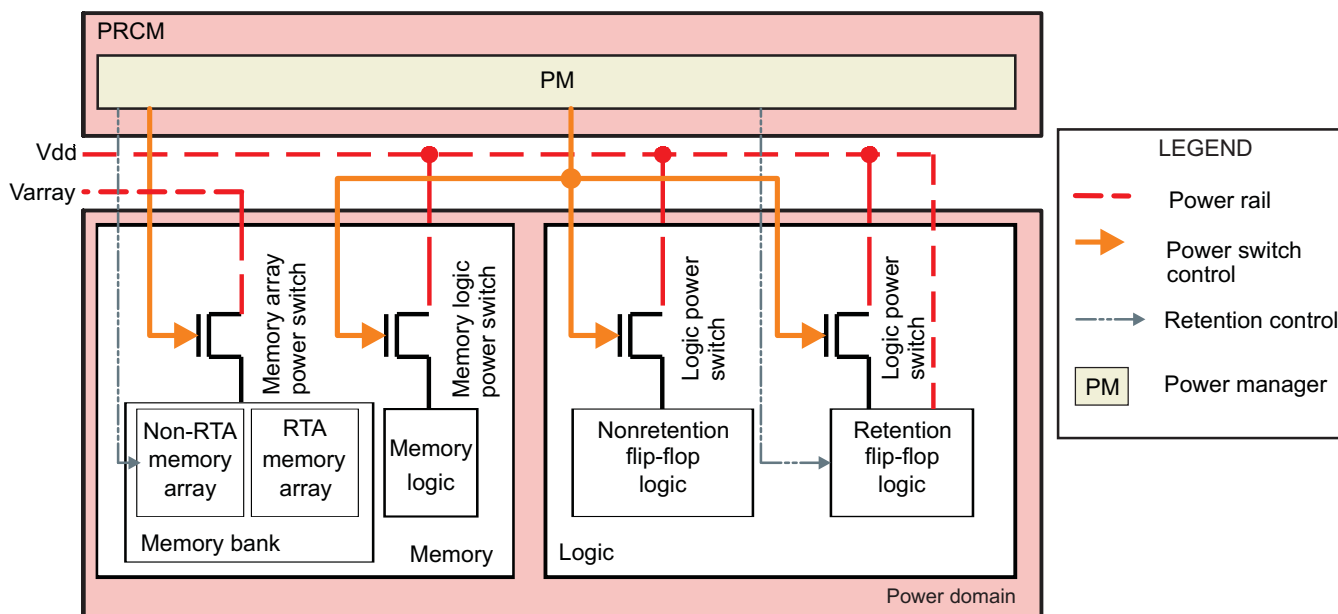 PRCM
PM
Vdd
Varray
Memory array
power switch
Memory logic
power switch
Logic power
switch
Logic power
switch
Non-RTA
memory
array
RTA
memory
array
Memory
logic
Nonretention
flip-flop
logic
Retention
flip-flop
logic
Memory bank
Memory
Logic
Power domain
LEGEND
Power rail
Power switch
control
Retention control
PM
Power manager